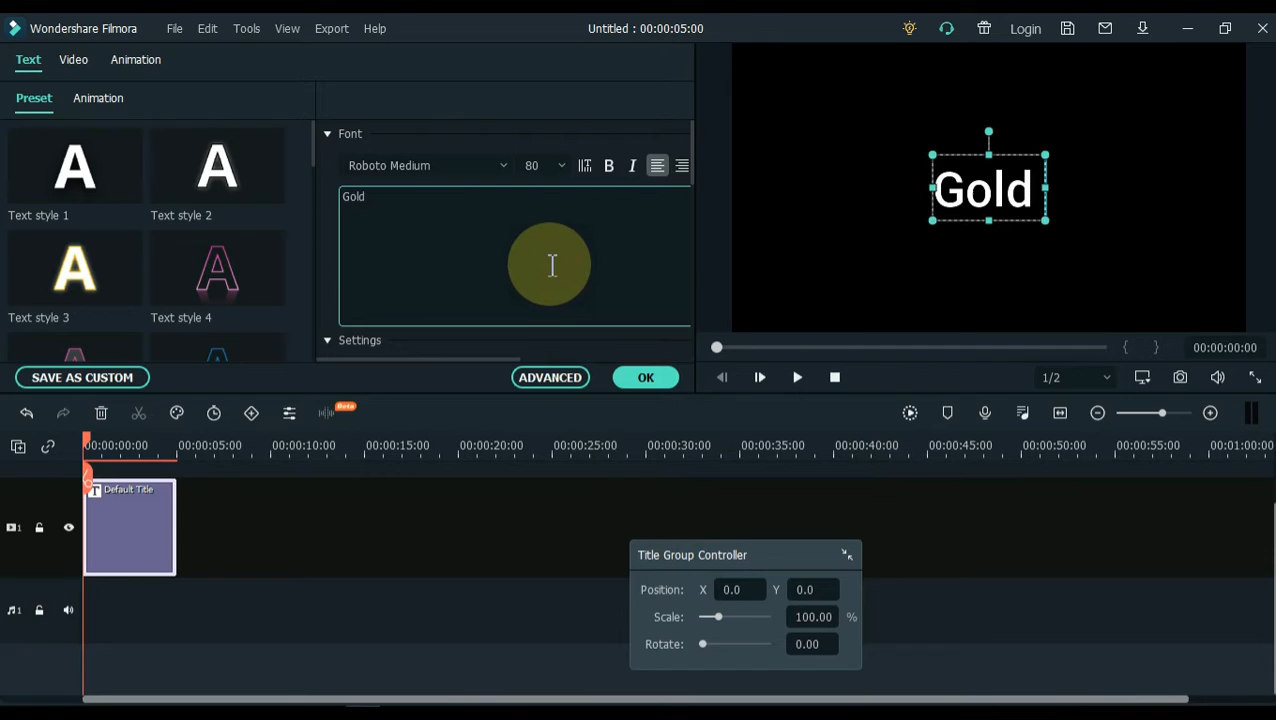 Wondershare Filmora File Edit Tools View Export Help Untitled : 00:00:05:00 Login
Text Video Animation
Preset Animation
Font
Roboto Medium 80 B I
Gold
Gold
A A
Text style 1 Text style 2
A A
Text style 3 Text style 4
Settings
00:00:00:00
SAVE AS CUSTOM ADVANCED OK
1/2
Beta
00:00:00:00 00:00:05:00 00:00:10:00 00:00:15:00 00:00:20:00 00:00:25:00 00:00:30:00 00:00:35:00 00:00:40:00 00:00:45:00 00:00:50:00 00:00:55:00 00:01:00:00
T Default Title
1
Title Group Controller
Position: X 0.0 Y 0.0
1
Scale: 100.00 %
Rotate: 0.00